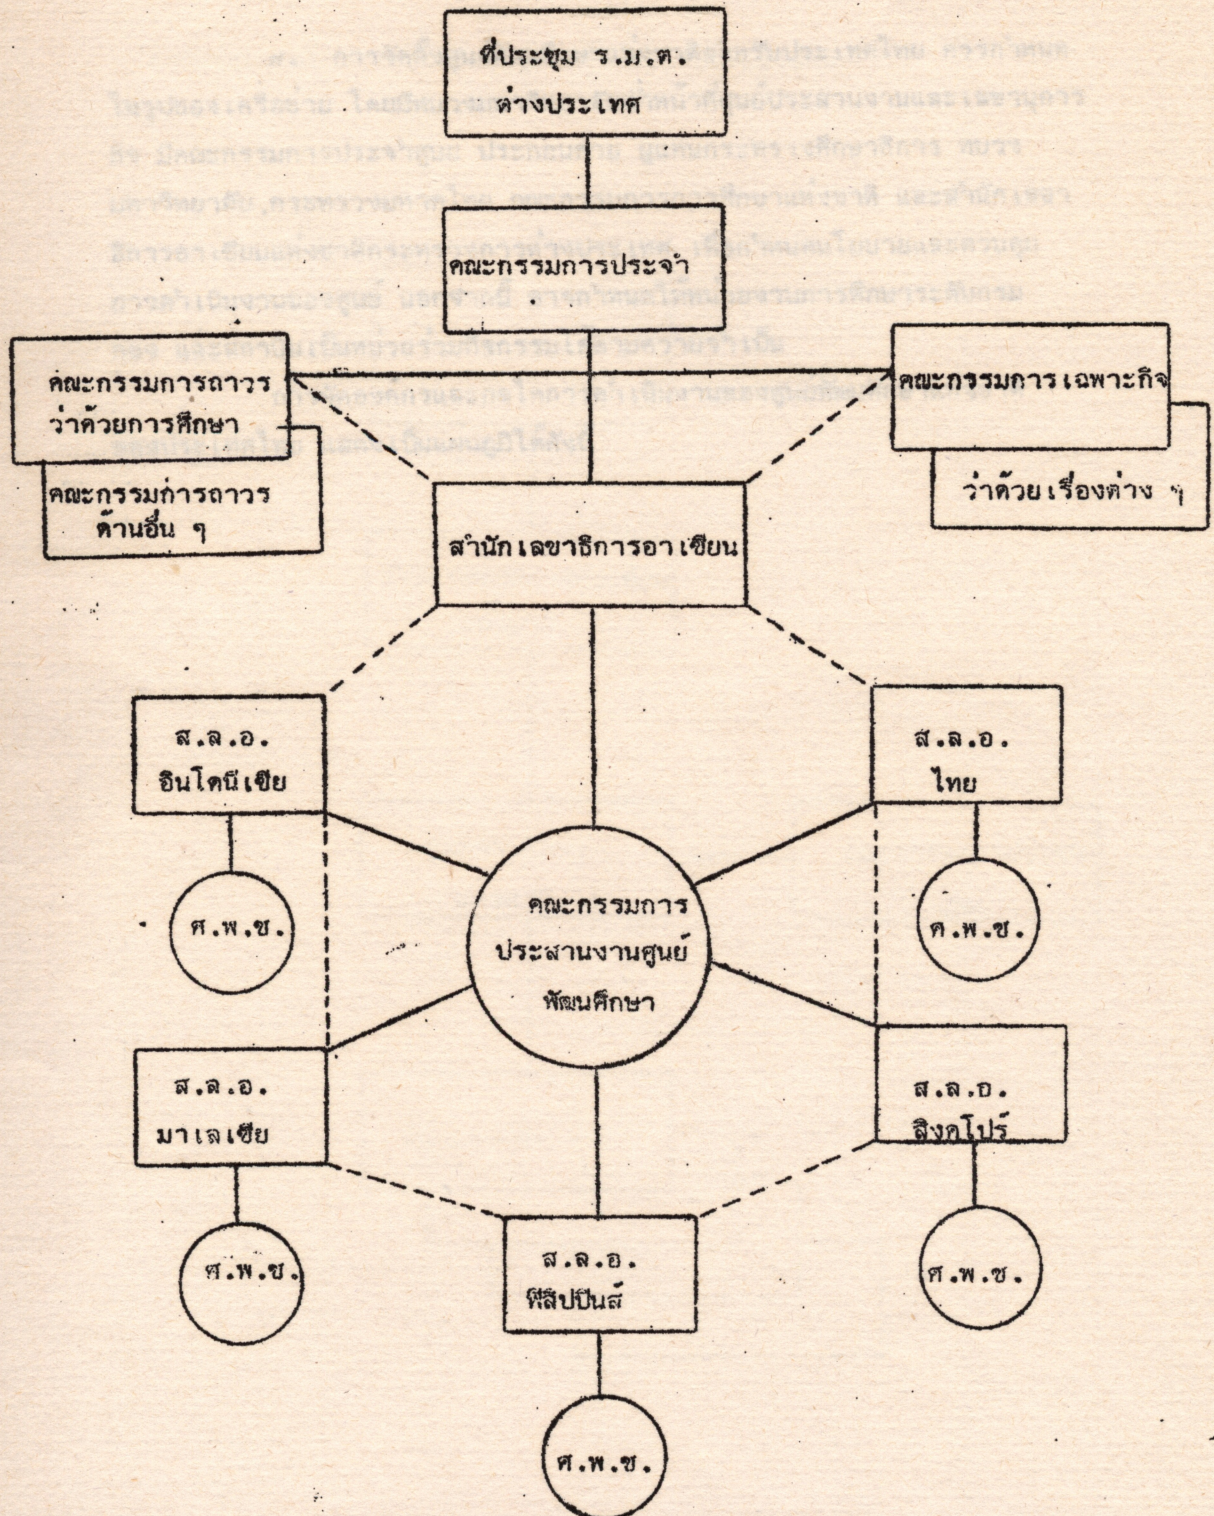 ที่ประชุม ร.ม.ต.
ต่างประเทศ
คณะกรรมการประจำ
คณะกรรมการถาวร
ว่าด้วยการศึกษา
คณะกรรมการถาวร
ด้านอื่น ๆ
คณะกรรมการเฉพาะกิจ
ว่าด้วยเรื่องต่าง ๆ
สำนักเลขาธิการอาเซียน
ส.ล.อ.
อินโดนีเซีย
ศ.พ.ช.
ส.ล.อ.
ไทย
ศ.พ.ช.
คณะกรรมการ
ประสานงานศูนย์
พัฒนศึกษา
ส.ล.อ.
มาเลเซีย
ศ.พ.ช.
ส.ล.อ.
สิงคโปร์
ศ.พ.ช.
ส.ล.อ.
ฟิลิปปินส์
ศ.พ.ช.